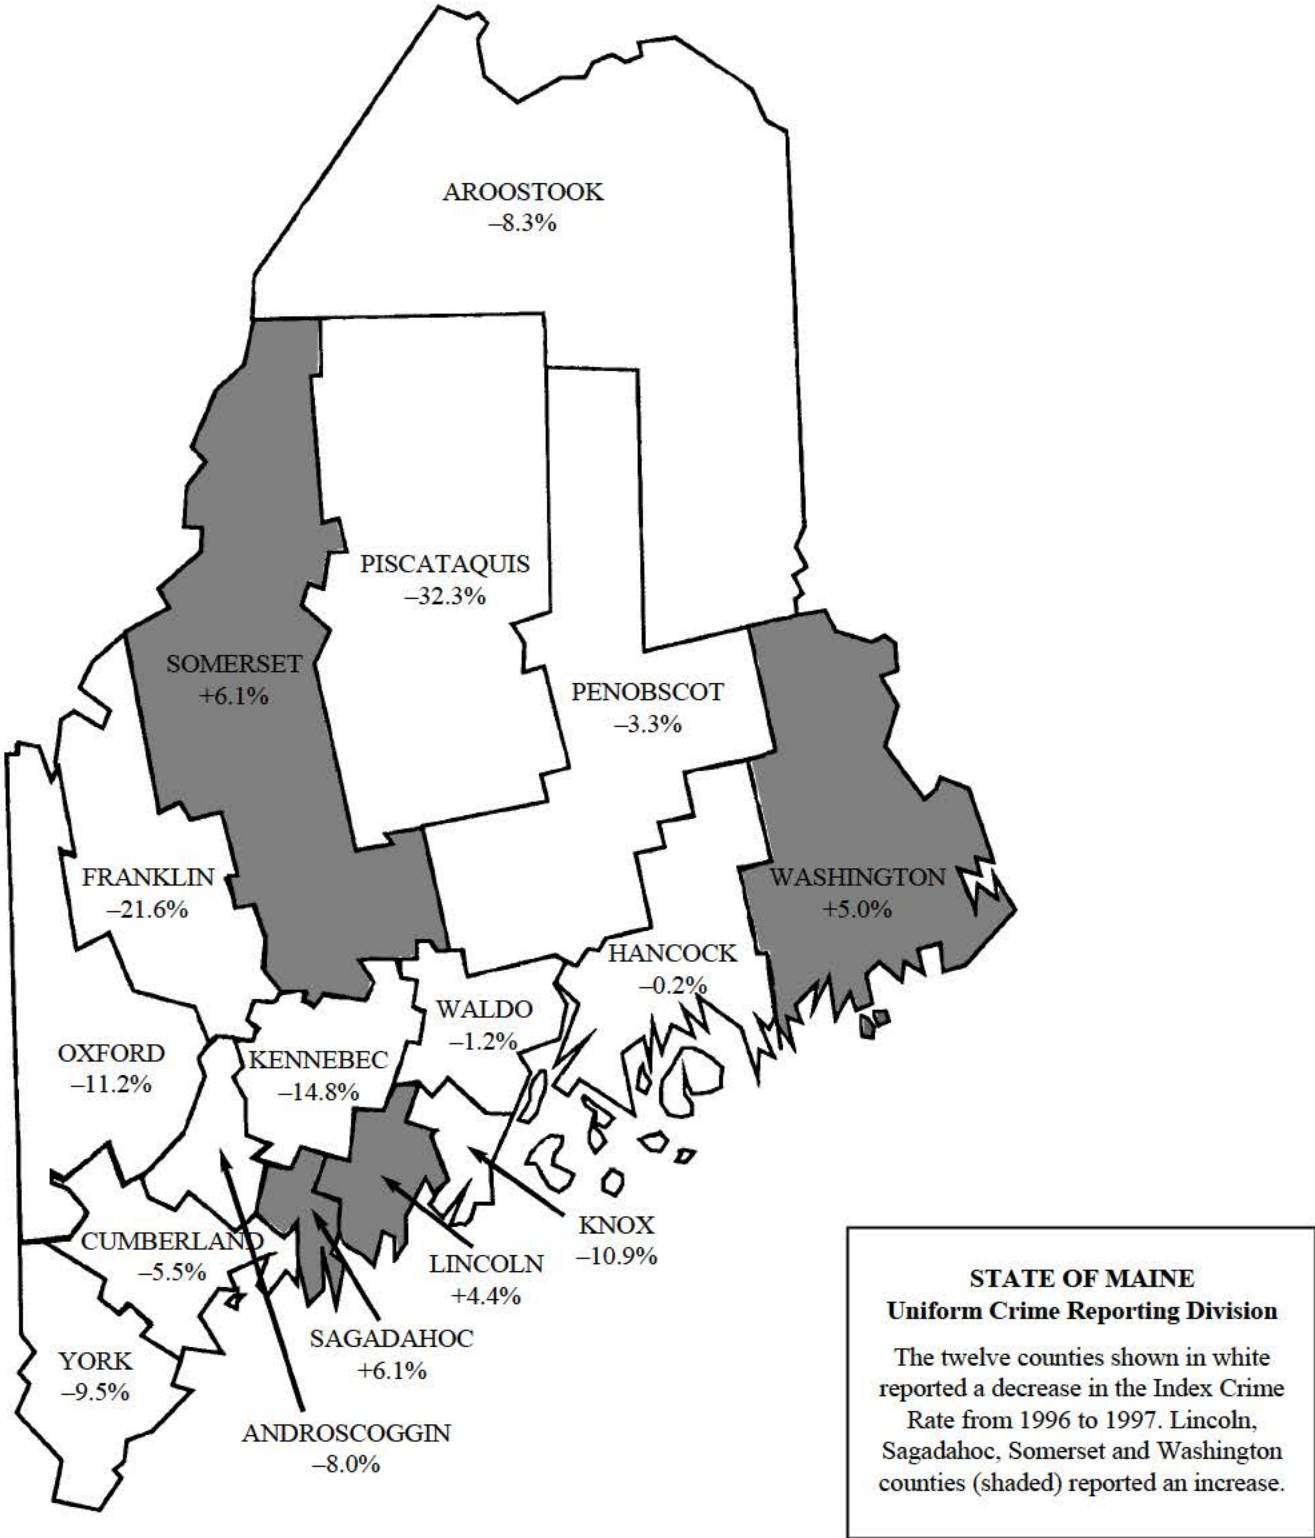 AROOSTOOK
–8.3%
PISCATAQUIS
–32.3%
SOMERSET
+6.1%
PENOBSCOT
–3.3%
FRANKLIN
–21.6%
WASHINGTON
+5.0%
HANCOCK
–0.2%
WALDO
–1.2%
OXFORD
–11.2%
KENNEBEC
–14.8%
KNOX
–10.9%
CUMBERLAND
–5.5%
LINCOLN
+4.4%
SAGADAHOC
+6.1%
YORK
–9.5%
ANDROSCOGGIN
–8.0%
STATE OF MAINE
Uniform Crime Reporting Division
The twelve counties shown in white
reported a decrease in the Index Crime
Rate from 1996 to 1997. Lincoln,
Sagadahoc, Somerset and Washington
counties (shaded) reported an increase.